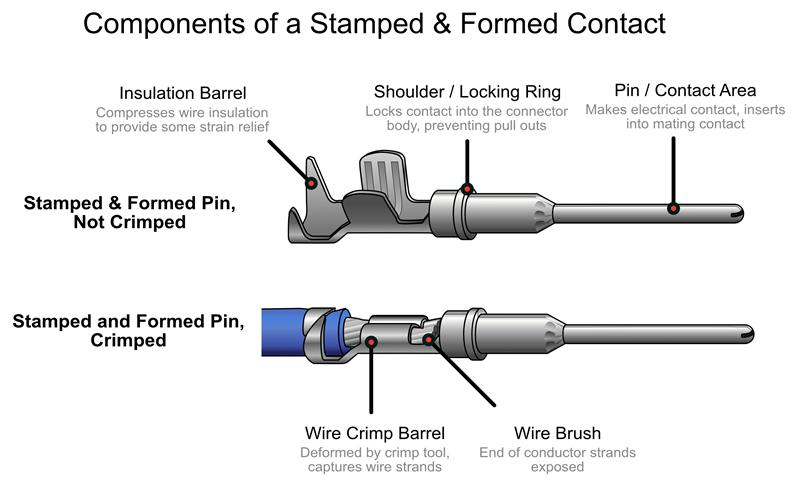 Components of a Stamped & Formed Contact
Insulation Barrel
Compresses wire insulation
to provide some strain relief
Shoulder / Locking Ring
Locks contact into the connector
body, preventing pull outs
Pin / Contact Area
Makes electrical contact, inserts
into mating contact
Stamped & Formed Pin,
Not Crimped
Stamped and Formed Pin,
Crimped
Wire Crimp Barrel
Deformed by crimp tool,
captures wire strands
Wire Brush
End of conductor strands
exposed